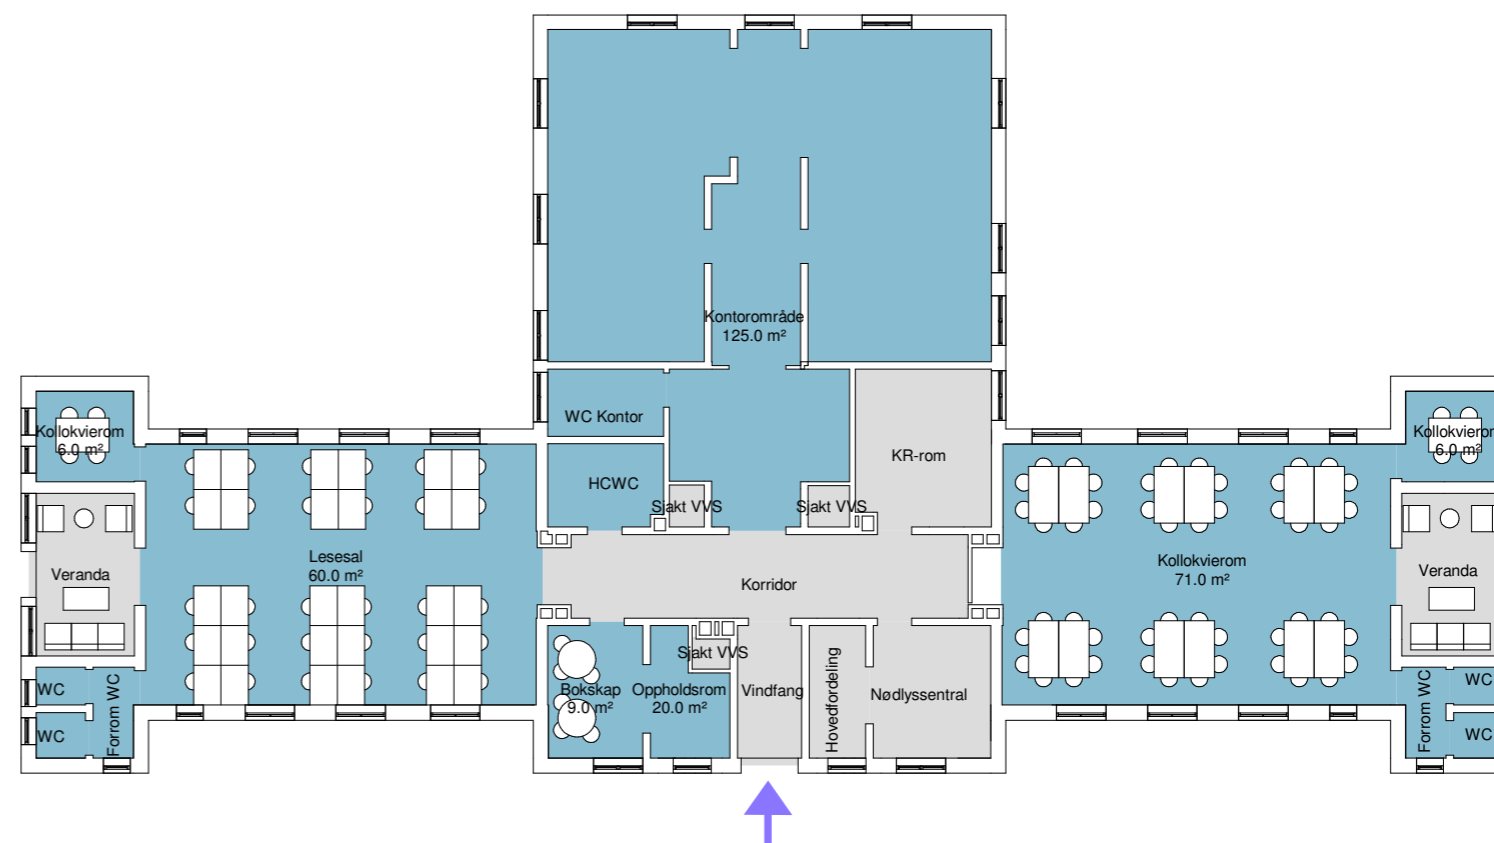 Kontorområde
125.0 m²
WC Kontor
HCWC
Sjakt VVS
Sjakt VVS
KR-rom
Kollokvierom
6.0 m²
Veranda
Lesesal
60.0 m²
WC
WC
Forrom WC
Korridor
Bokskap
9.0 m²
Oppholdsrom
20.0 m²
Sjakt VVS
Vindfang
Hovedfordeling
Nødlyssentral
Kollokvierom
71.0 m²
Kollokvierom
6.0 m²
Veranda
Forrom WC
WC
WC